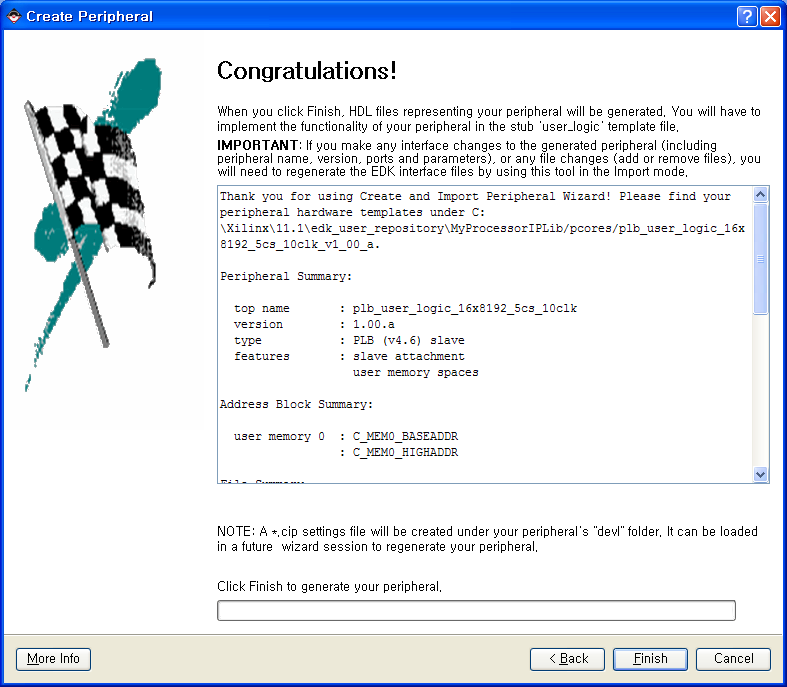 Create Peripheral
Congratulations!
When you click Finish, HDL files representing your peripheral will be generated. You will have to
implement the functionality of your peripheral in the stub 'user_logic' template file.
IMPORTANT: If you make any interface changes to the generated peripheral (including
peripheral name, version, ports and parameters), or any file changes (add or remove files), you
will need to regenerate the EDK interface files by using this tool in the Import mode.
Thank you for using Create and Import Peripheral Wizard! Please find your
peripheral hardware templates under C:
\Xilinx\11.1\edk_user_repository\MyProcessorIPLib/pcores/plb_user_logic_16x
8192_5cs_10clk_v1_00_a.
Peripheral Summary:
top name : plb_user_logic_16x8192_5cs_10clk
version : 1.00.a
type : PLB (v4.6) slave
features : slave attachment
user memory spaces
Address Block Summary:
user memory 0 : C_MEM0_BASEADDR
: C_MEM0_HIGHADDR
File Summary
NOTE: A *.cip settings file will be created under your peripheral's "devl" folder. It can be loaded
in a future wizard session to regenerate your peripheral.
Click Finish to generate your peripheral.
More Info
< Back
Finish
Cancel